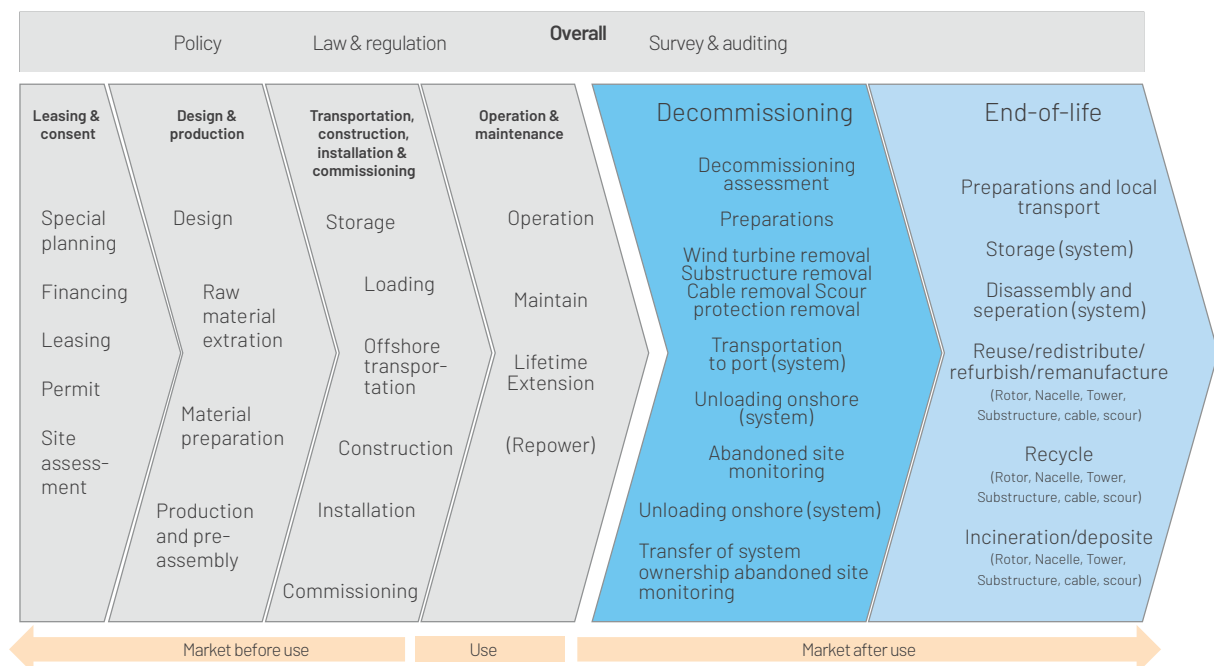 Overall
Policy
Law & regulation
Survey & auditing
Leasing &
consent
Special
planning
Financing
Leasing
Permit
Site
assess-
ment
Design &
production
Design
Raw
material
extration
Material
preparation
Production
and pre-
assembly
Transportation,
construction,
installation &
commissioning
Storage
Loading
Offshore
transpor-
tation
Construction
Installation
Commissioning
Operation &
maintenance
Operation
Maintain
Lifetime
Extension
(Repower)
Decommissioning
Decommissioning
assessment
Preparations
Wind turbine removal
Substructure removal
Cable removal Scour
protection removal
Transportation
to port (system)
Unloading onshore
(system)
Abandoned site
monitoring
Unloading onshore (system)
Transfer of system
ownership abandoned site
monitoring
End-of-life
Preparations and local
transport
Storage (system)
Disassembly and
seperation (system)
Reuse/redistribute/
refurbish/remanufacture
(Rotor, Nacelle, Tower,
Substructure, cable, scour)
Recycle
(Rotor, Nacelle, Tower,
Substructure, cable, scour)
Incineration/deposite
(Rotor, Nacelle, Tower,
Substructure, cable, scour)
Market before use
Use
Market after use